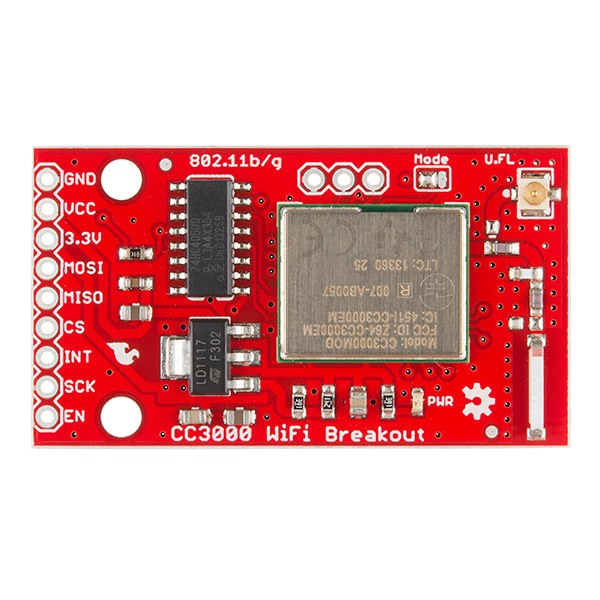 802.11b/g
Mode
U.FL
GND
VCC
3.3V
MOSI
MISO
CS
INT
SCK
EN
LTC: 13360 25
R 007-AB0057
IC: 451I-CC3000EM
FCC ID: Z64-CC3000EM
Model: CC3000MOD
LD1117
F302
PWR
CC3000 WiFi Breakout